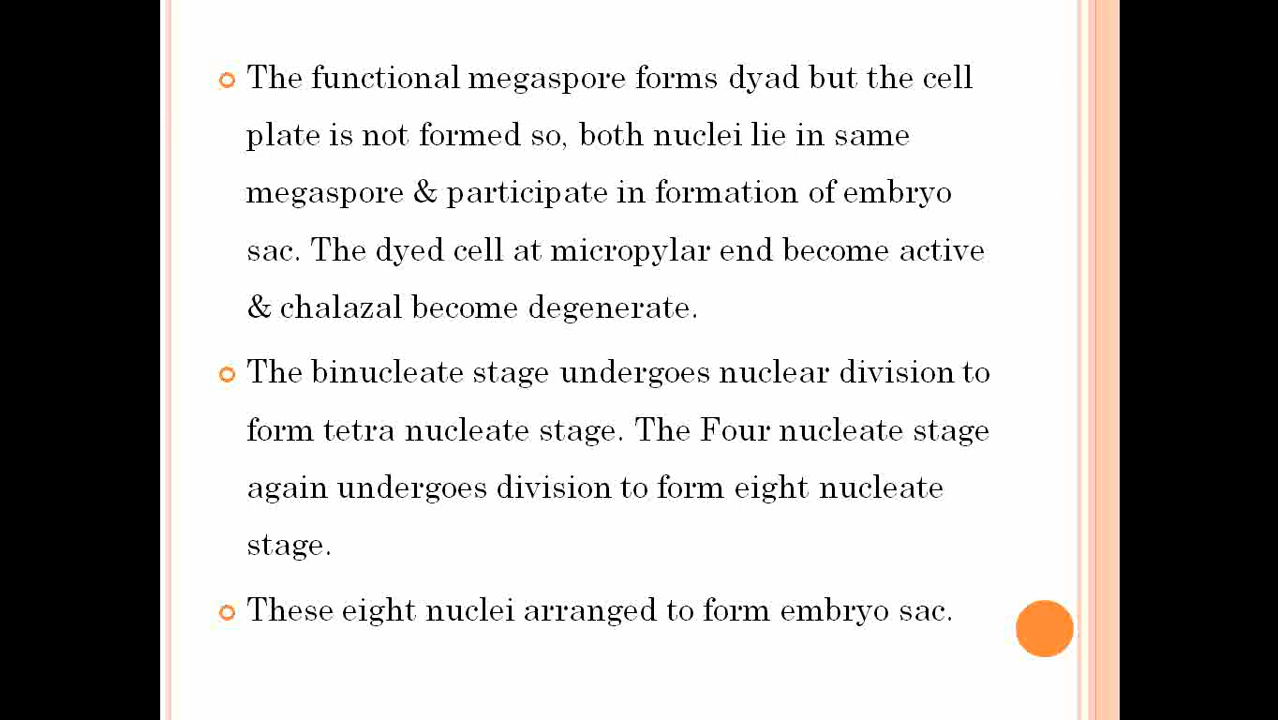 The functional megaspore forms dyad but the cell
plate is not formed so, both nuclei lie in same
megaspore & participate in formation of embryo
sac. The dyed cell at micropylar end become active
& chalazal become degenerate.
The binucleate stage undergoes nuclear division to
form tetra nucleate stage. The Four nucleate stage
again undergoes division to form eight nucleate
stage.
These eight nuclei arranged to form embryo sac.